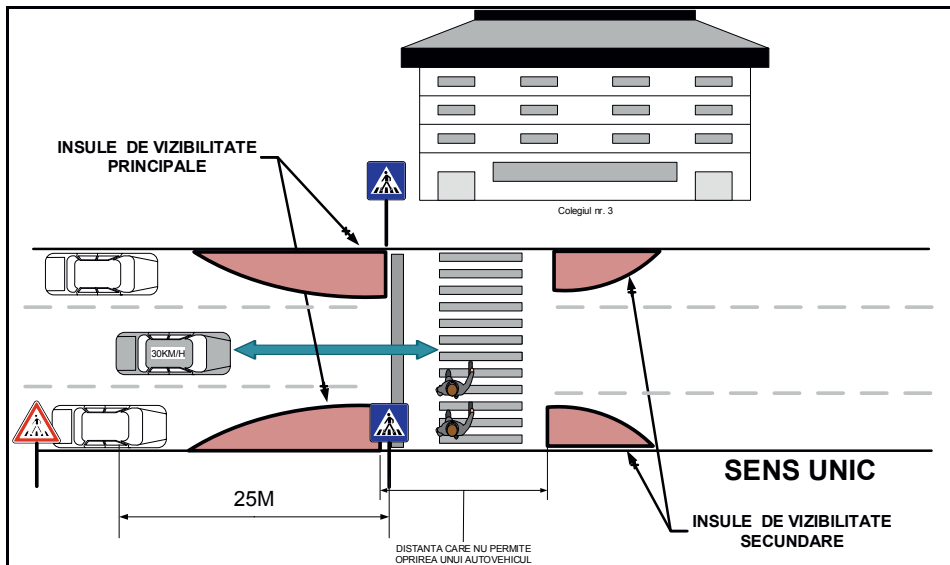 INSULE DE VIZIBILITATE
PRINCIPALE
Colegiul nr. 3
30KM/H
SENS UNIC
25M
INSULE DE VIZIBILITATE
SECUNDARE
DISTANTA CARE NU PERMITE
OPRIREA UNUI AUTOVEHICUL